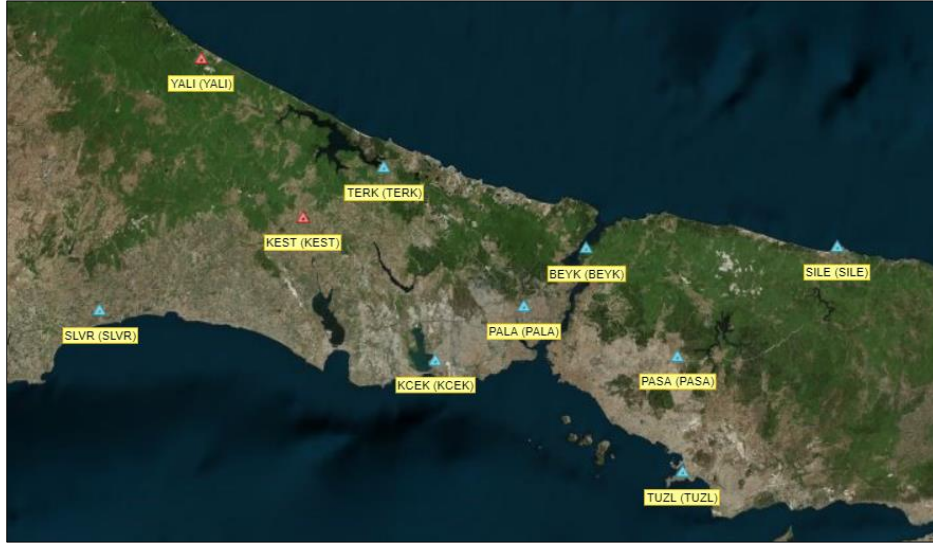 YALI (YALI)
TERK (TERK)
KEST (KEST)
BEYK (BEYK)
SILE (SILE)
SLVR (SLVR)
PALA (PALA)
KCEK (KCEK)
PASA (PASA)
TUZL (TUZL)